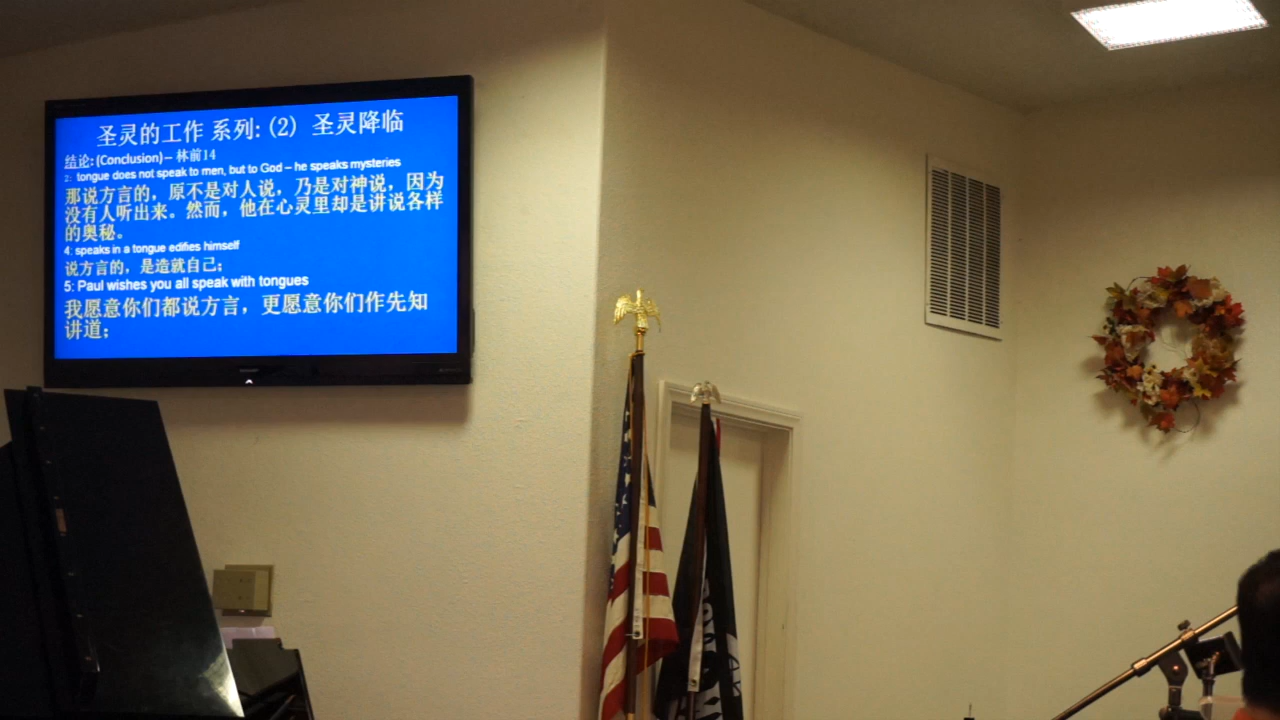 圣灵的工作 系列: (2) 圣灵降临
结论: (Conclusion) – 林前14
2: tongue does not speak to men, but to God – he speaks mysteries
那说方言的，原不是对人说，乃是对神说，因为
没有人听出来。然而，他在心灵里却是讲说各样
的奥秘。
4: speaks in a tongue edifies himself
说方言的，是造就自己；
5: Paul wishes you all speak with tongues
我愿意你们都说方言，更愿意你们作先知
讲道；